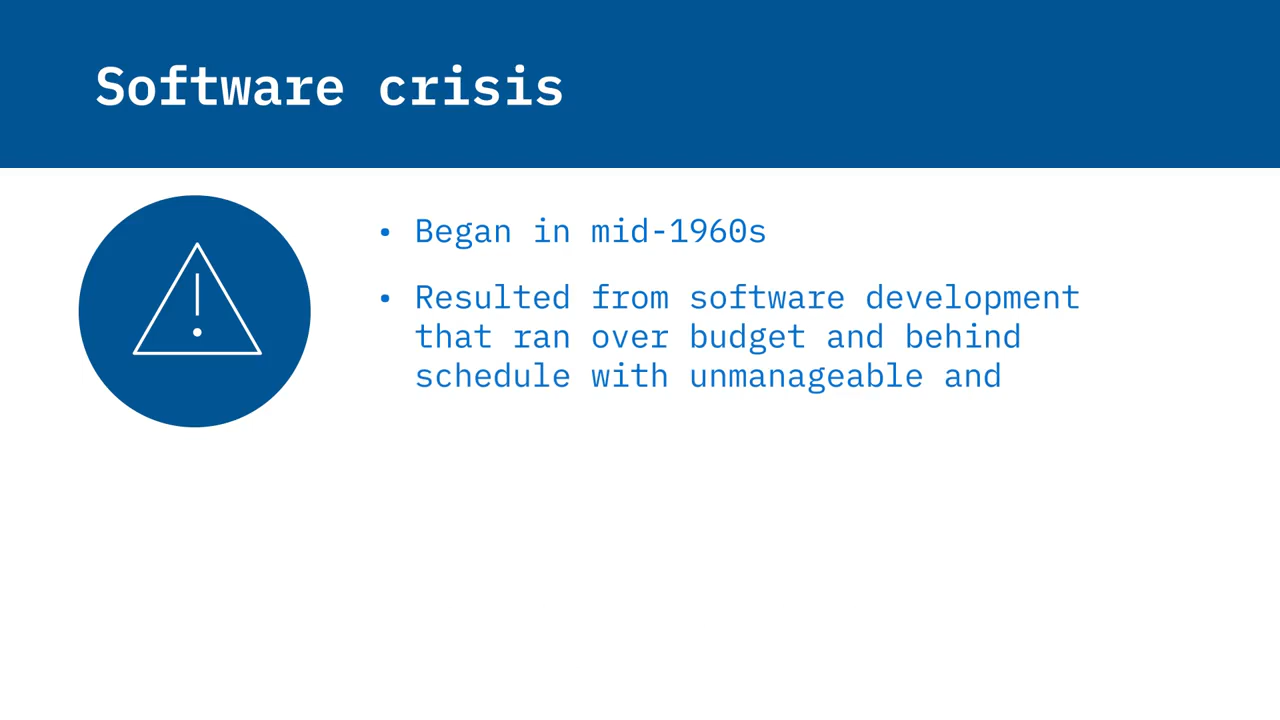 Software crisis
• Began in mid-1960s
• Resulted from software development
that ran over budget and behind
schedule with unmanageable and